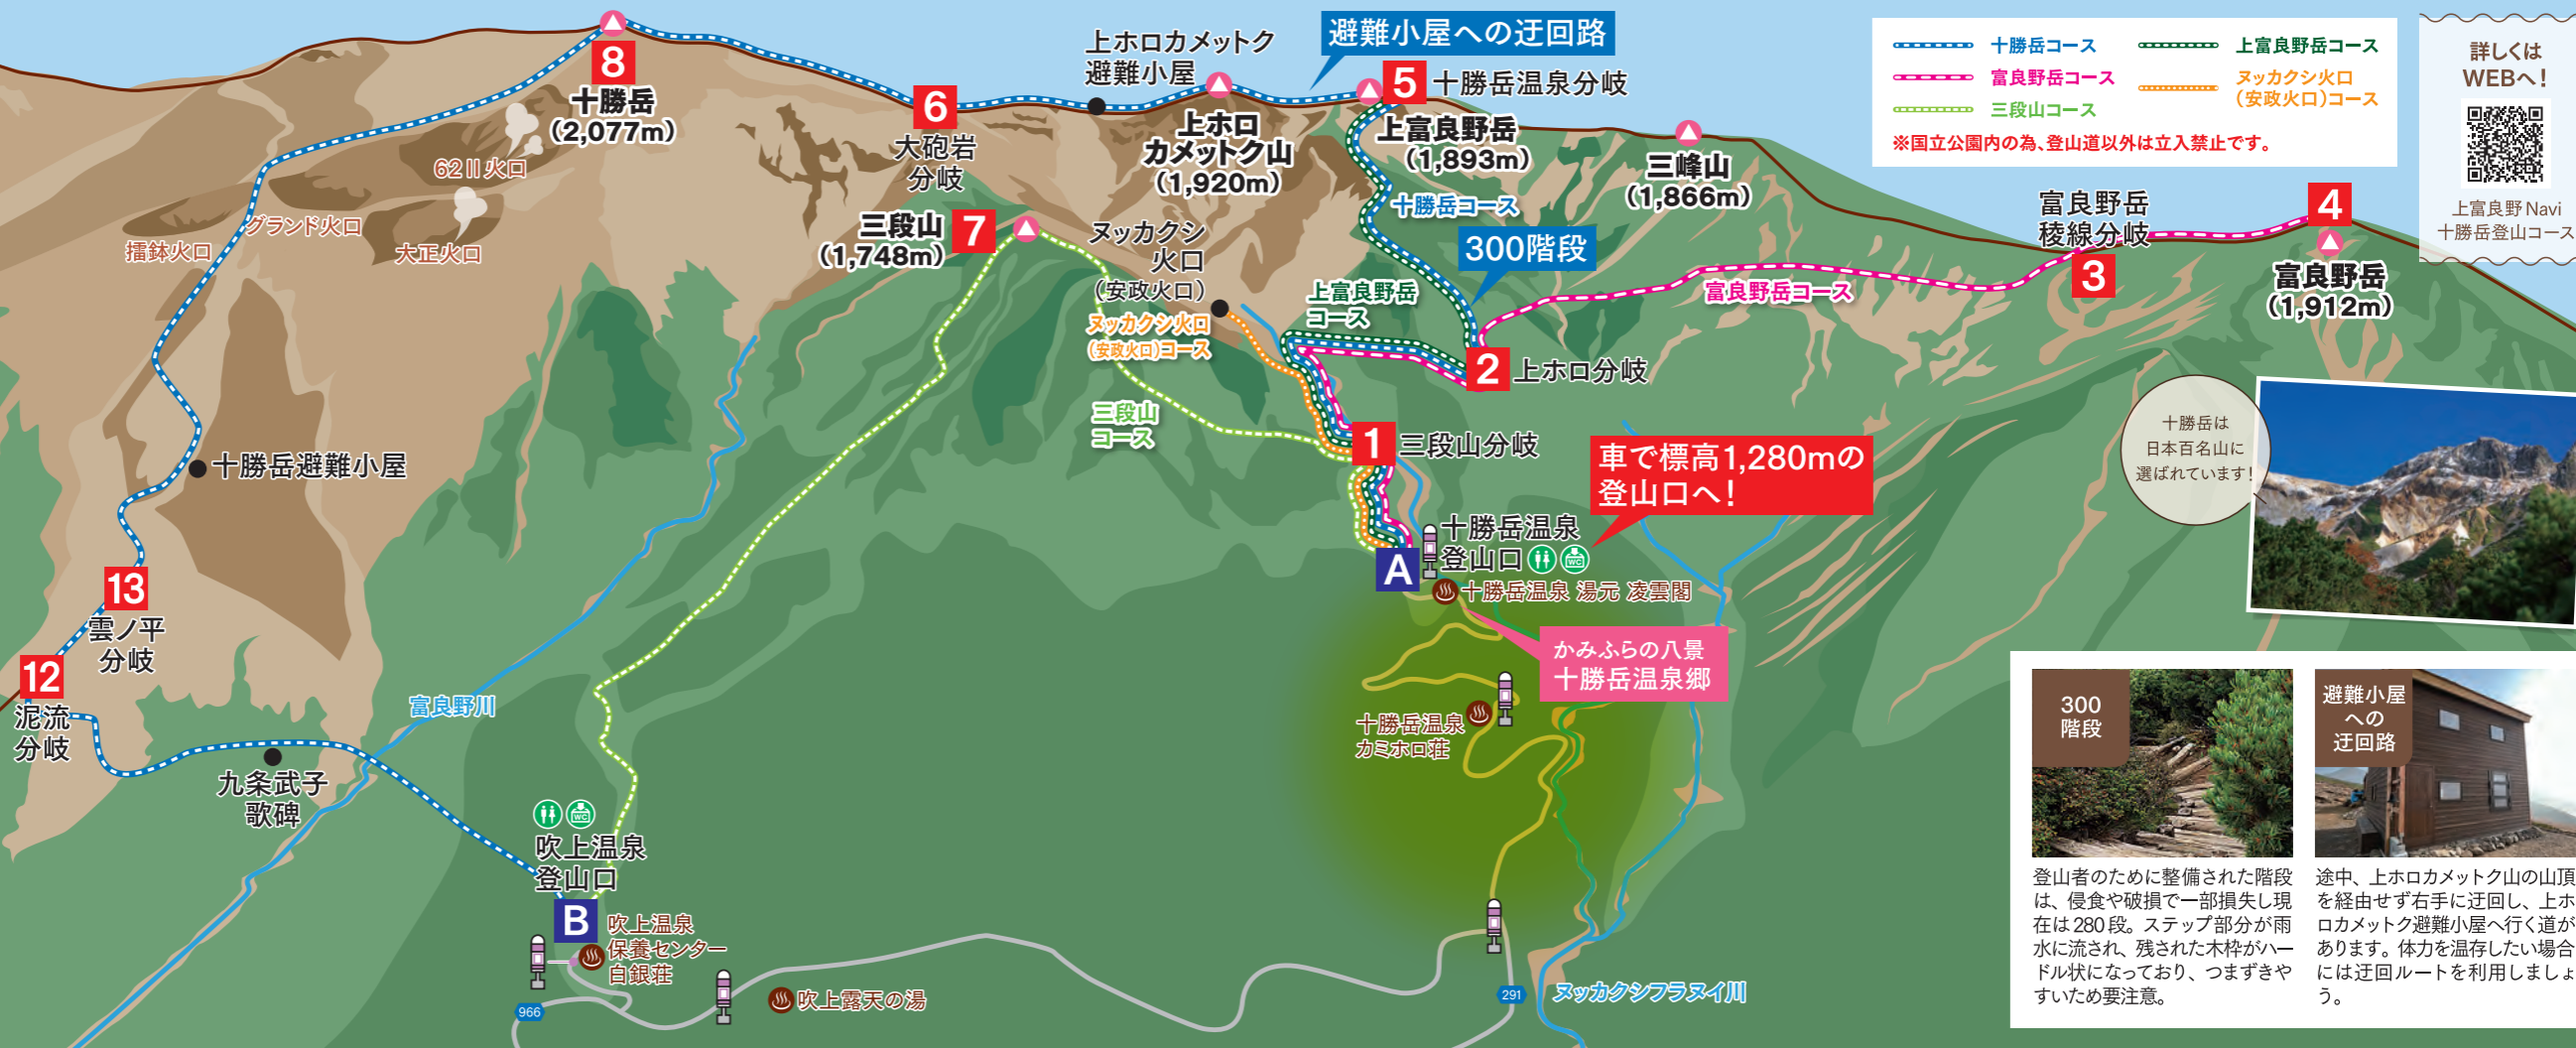 避難小屋への迂回路
上ホロカメットク
避難小屋
8
十勝岳
(2,077m)
6
大砲岩
分岐
上ホロ
カメットク山
(1,920m)
5
十勝岳温泉分岐
上富良野岳
(1,893m)
三峰山
(1,866m)
十勝岳コース
富良野岳コース
三段山コース
上富良野岳コース
ヌッカクシ火口
(安政火口)コース
※国立公園内の為、登山道以外は立入禁止です。
詳しくは
WEBへ!
上富良野Navi
十勝岳登山コース
62II火口
グランド火口
擂鉢火口
大正火口
三段山
(1,748m)
7
ヌッカクシ
火口
(安政火口)
ヌッカクシ火口
(安政火口)コース
十勝岳コース
300階段
上富良野岳
コース
富良野岳コース
富良野岳
稜線分岐
3
4
富良野岳
(1,912m)
2
上ホロ分岐
三段山
コース
1
三段山分岐
十勝岳は
日本百名山に
選ばれています!
車で標高1,280mの
登山口へ!
十勝岳避難小屋
十勝岳温泉
登山口
WC
A
十勝岳温泉 湯元 凌雲閣
かみふらの八景
十勝岳温泉郷
十勝岳温泉
カミホロ荘
13
雲ノ平
分岐
12
泥流
分岐
富良野川
九条武子
歌碑
WC
吹上温泉
登山口
B
吹上温泉
保養センター
白銀荘
966
吹上露天の湯
291
ヌッカクシフラヌイ川
300
階段
登山者のために整備された階段
は、侵食や破損で一部損失し現
在は280段。ステップ部分が雨
水に流され、残された木枠がハー
ドル状になっており、つまずきや
すいため要注意。
避難小屋
への
迂回路
途中、上ホロカメットク山の山頂
を経由せず右手に迂回し、上ホ
ロカメットク避難小屋へ行く道が
あります。体力を温存したい場合
には迂回ルートを利用しましょ
う。